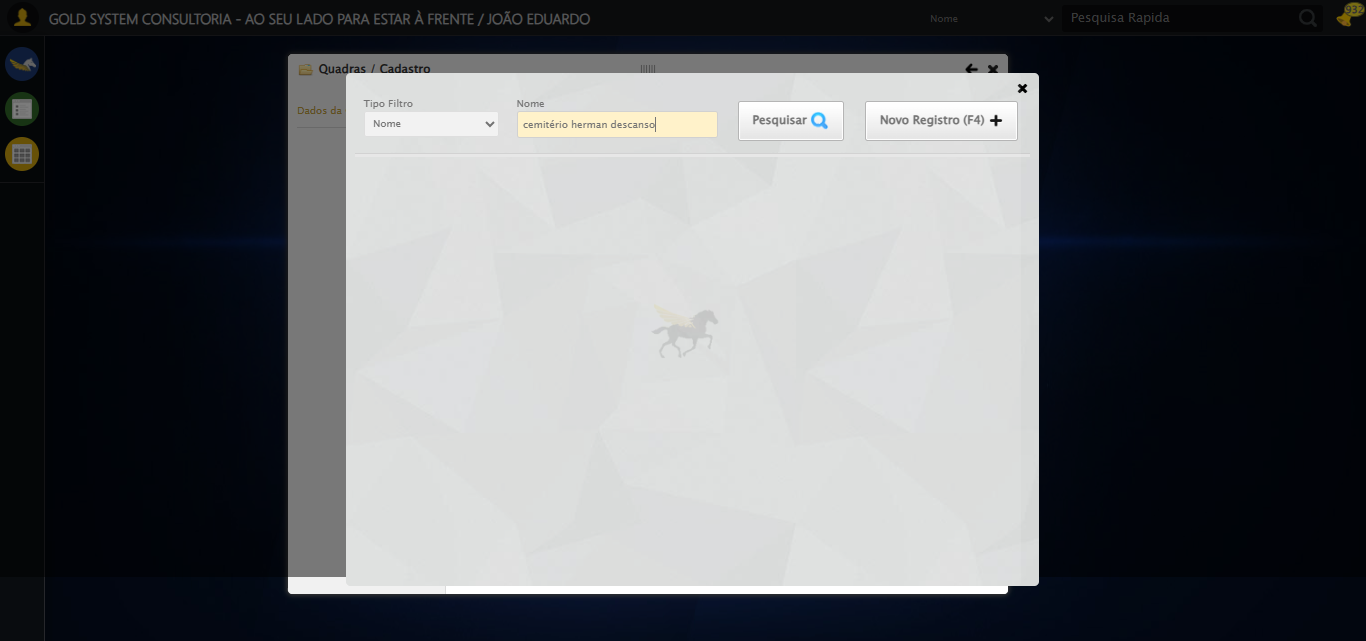 GOLD SYSTEM CONSULTORIA - AO SEU LADO PARA ESTAR À FRENTE / JOÃO EDUARDO
Nome
Pesquisa Rapida
932
Quadras / Cadastro
Dados da
Tipo Filtro
Nome
Nome
cemitério herman descanso
Pesquisar
Novo Registro (F4)